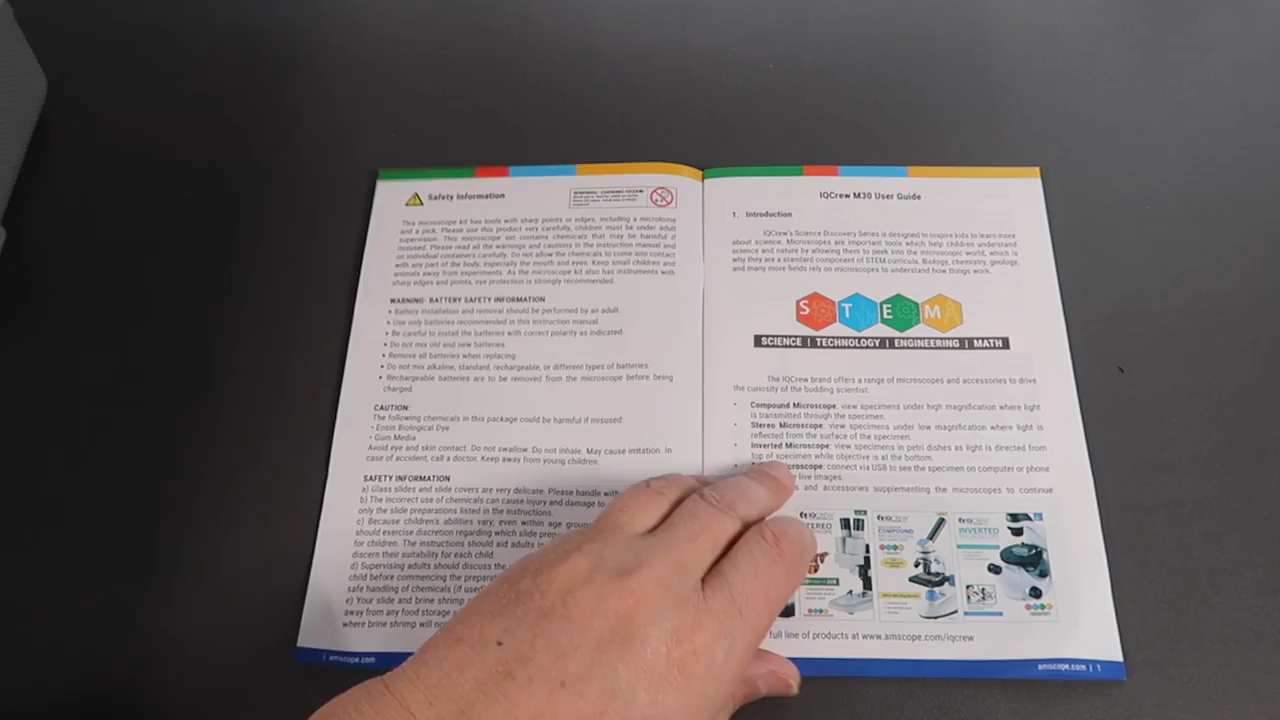 Safety Information
WARNING - CHOKING HAZARD
This microscope kit has tools with sharp points or edges, including a microtome
and a pick. Please use this product very carefully, children must be under adult
supervision. This microscope set contains chemicals that may be harmful if
misused. Please read all the warnings and cautions in the instruction manual and
on individual containers carefully. Do not allow the chemicals to come into contact
with any part of the body, especially the mouth and eyes. Keep small children and
animals away from experiments. As the microscope kit also has instruments with
sharp edges and points, eye protection is strongly recommended.
WARNING- BATTERY SAFETY INFORMATION
Battery installation and removal should be performed by an adult.
Use only batteries recommended in this instruction manual.
Be careful to install the batteries with correct polarity as indicated.
Do not mix old and new batteries.
Remove all batteries when replacing.
Do not mix alkaline, standard, rechargeable, or different types of batteries.
Rechargeable batteries are to be removed from the microscope before being
charged.
CAUTION:
The following chemicals in this package could be harmful if misused:
• Eosin Biological Dye
• Gum Media
Avoid eye and skin contact. Do not swallow. Do not inhale. May cause irritation. In
case of accident, call a doctor. Keep away from young children.
SAFETY INFORMATION
a) Glass slides and slide covers are very delicate. Please handle with
b) The incorrect use of chemicals can cause injury and damage to
only the slide preparations listed in the instructions.
c) Because children's abilities vary, even within age
should exercise discretion regarding which slide
for children. The instructions should aid adults in
discern their suitability for each child.
d) Supervising adults should discuss the
child before commencing the
safe handling of chemicals (if
e) Your slide and brine shrimp
away from any food storage
where brine shrimp will
| amscope.com
IQCrew M30 User Guide
1. Introduction
IQCrew's Science Discovery Series is designed to inspire kids to learn more
about science. Microscopes are important tools which help children understand
science and nature by allowing them to peek into the microscopic world, which is
why they are a standard component of STEM curricula. Biology, chemistry, geology,
and many more fields rely on microscopes to understand how things work.
S T E M
SCIENCE | TECHNOLOGY | ENGINEERING | MATH
The IQCrew brand offers a range of microscopes and accessories to drive
the curiosity of the budding scientist:
• Compound Microscope: view specimens under high magnification where light
is transmitted through the specimen.
• Stereo Microscope: view specimens under low magnification where light is
reflected from the surface of the specimen.
• Inverted Microscope: view specimens in petri dishes as light is directed from
top of specimen while objective is at the bottom.
connect via USB to see the specimen on computer or phone
live images.
and accessories supplementing the microscopes to continue
IQCREW
STEREO
IQCREW
COMPOUND
IQCREW
INVERTED
full line of products at www.amscope.com/iqcrew
amscope.com | 1